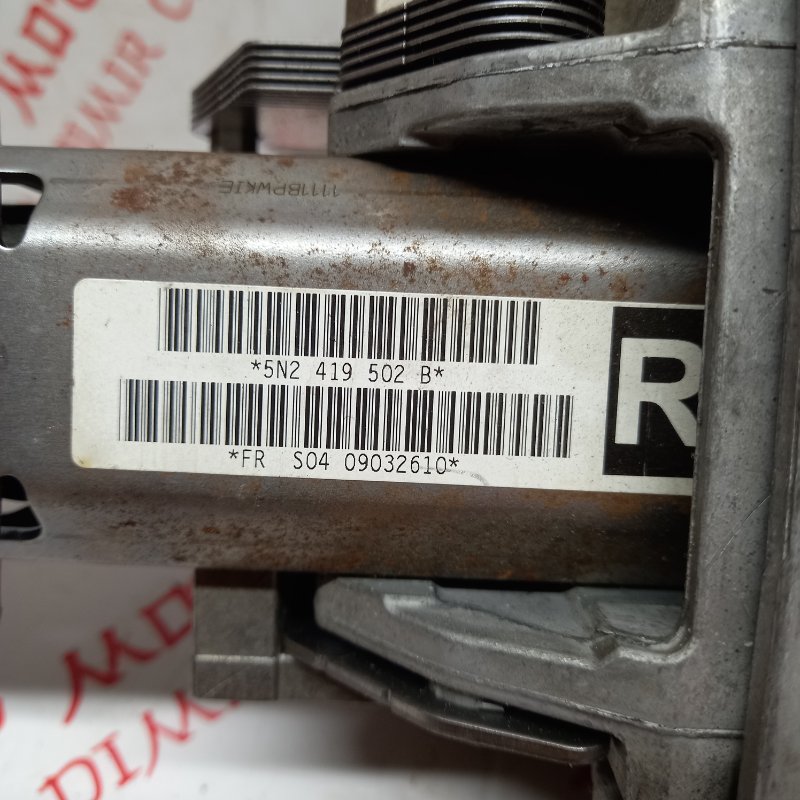 1111BPWKIE
*5N2 419 502 B*
*FR S04 09032610*
R